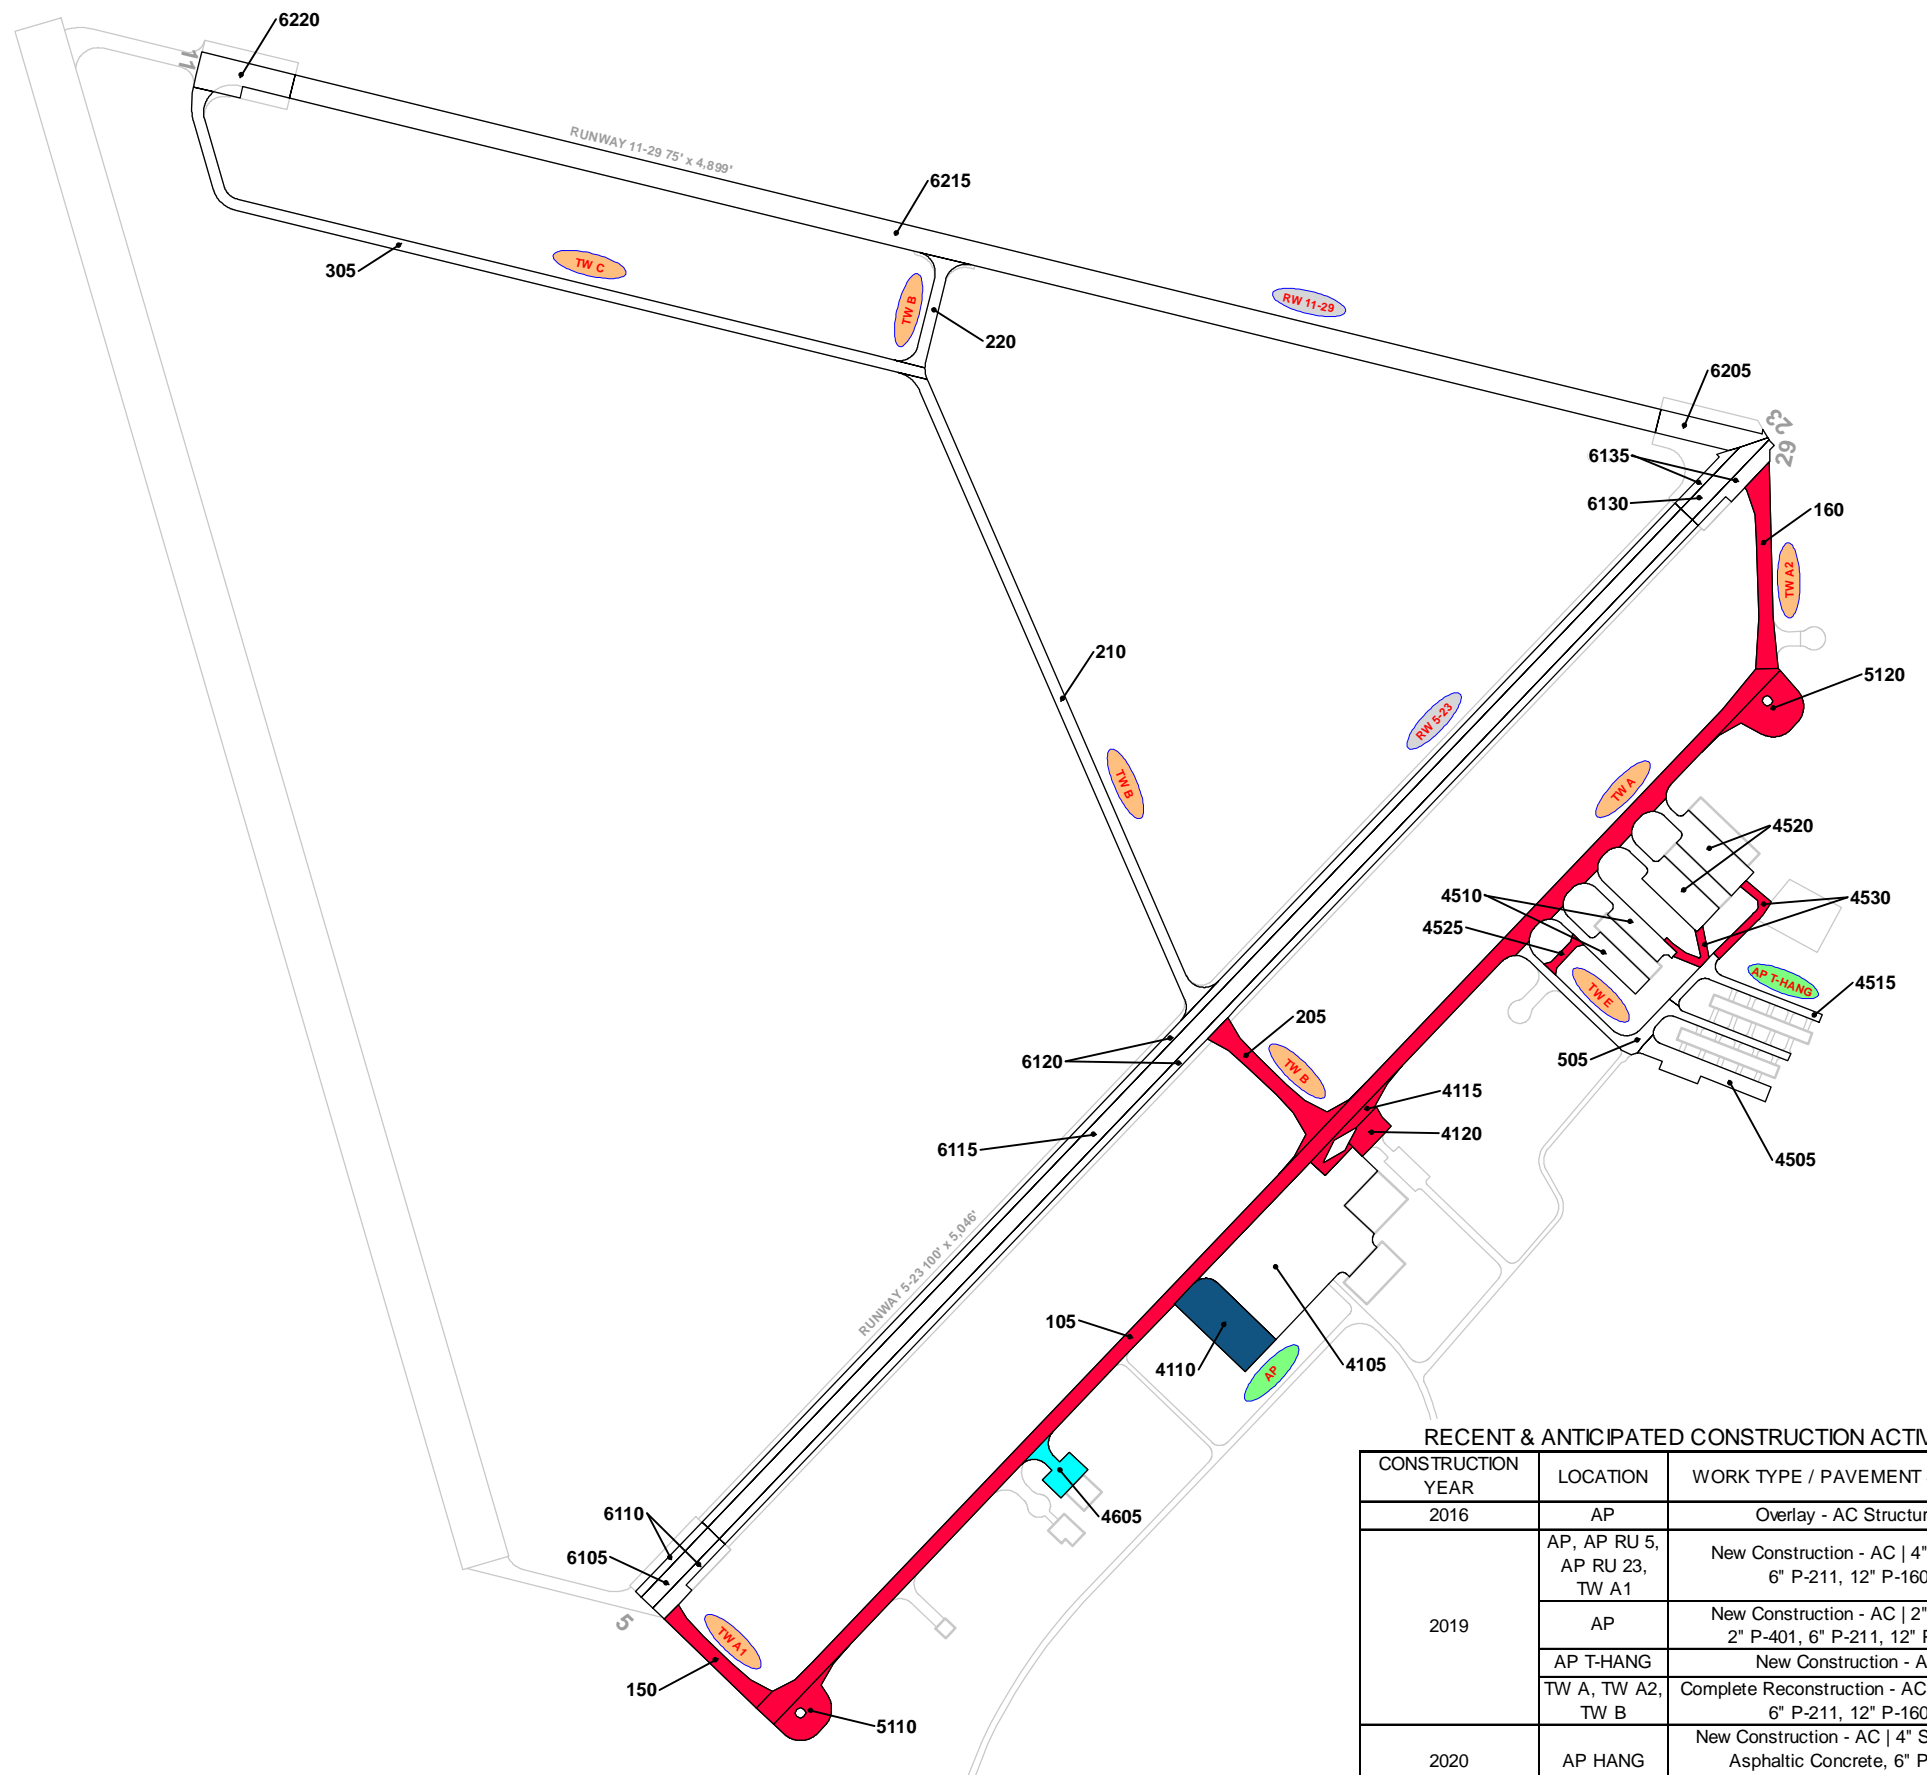 6220
11
RUNWAY 11-29 75' x 4,899'
6215
305
TW C
TW B
220
RW 11-29
6205
23
29
6135
6130
160
TW A2
210
5120
RW 5-23
TW B
TW A
4520
4510
4525
4530
AP T-HANG
4515
TW E
205
505
6120
TW B
4115
4120
6115
4505
RUNWAY 5-23 100' x 5,046'
105
4110
4105
AP
6110
4605
6105
5
TW A1
150
5110
RECENT & ANTICIPATED CONSTRUCTION ACTI
CONSTRUCTION YEAR
LOCATION
WORK TYPE / PAVEMENT
2016
AP
Overlay - AC Structur
2019
AP, AP RU 5,
AP RU 23,
TW A1
New Construction - AC | 4"
6" P-211, 12" P-160
AP
New Construction - AC | 2"
2" P-401, 6" P-211, 12"
AP T-HANG
New Construction - A
TW A, TW A2,
TW B
Complete Reconstruction - AC
6" P-211, 12" P-160
2020
AP HANG
New Construction - AC | 4" S
Asphaltic Concrete, 6" P